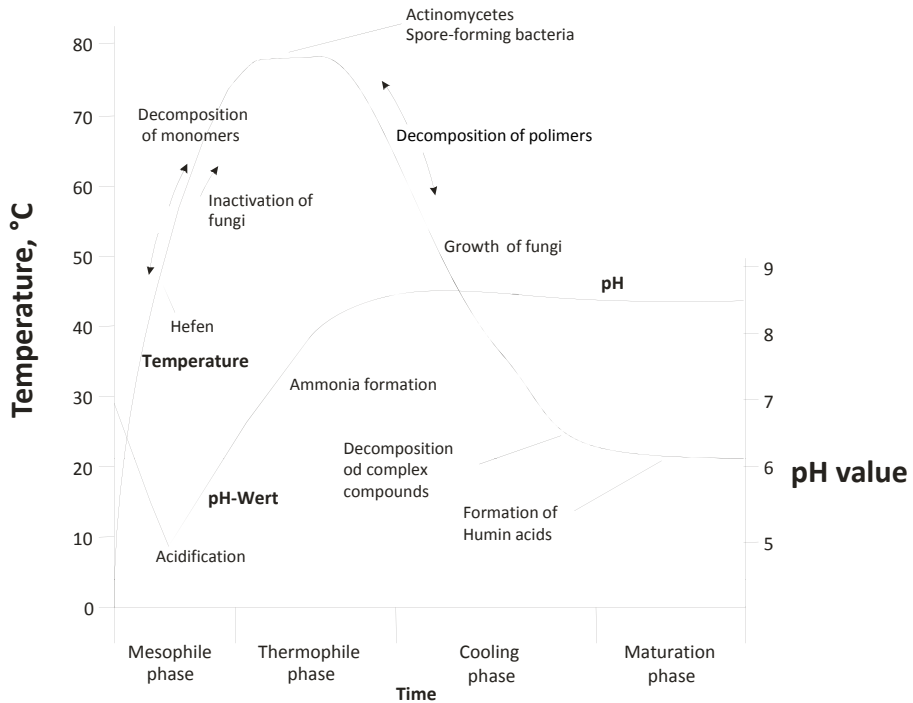 Actinomycetes
Spore-forming bacteria
80
70
60
50
40
30
20
10
0
Temperature, °C
Decomposition
of monomers
Inactivation of
fungi
Decomposition of polimers
Growth of fungi
Hefen
Temperature
pH
Ammonia formation
Decomposition
od complex
compounds
pH-Wert
Formation of
Humin acids
Acidification
9
8
7
6
5
pH value
Mesophile
phase
Thermophile
phase
Cooling
phase
Maturation
phase
Time